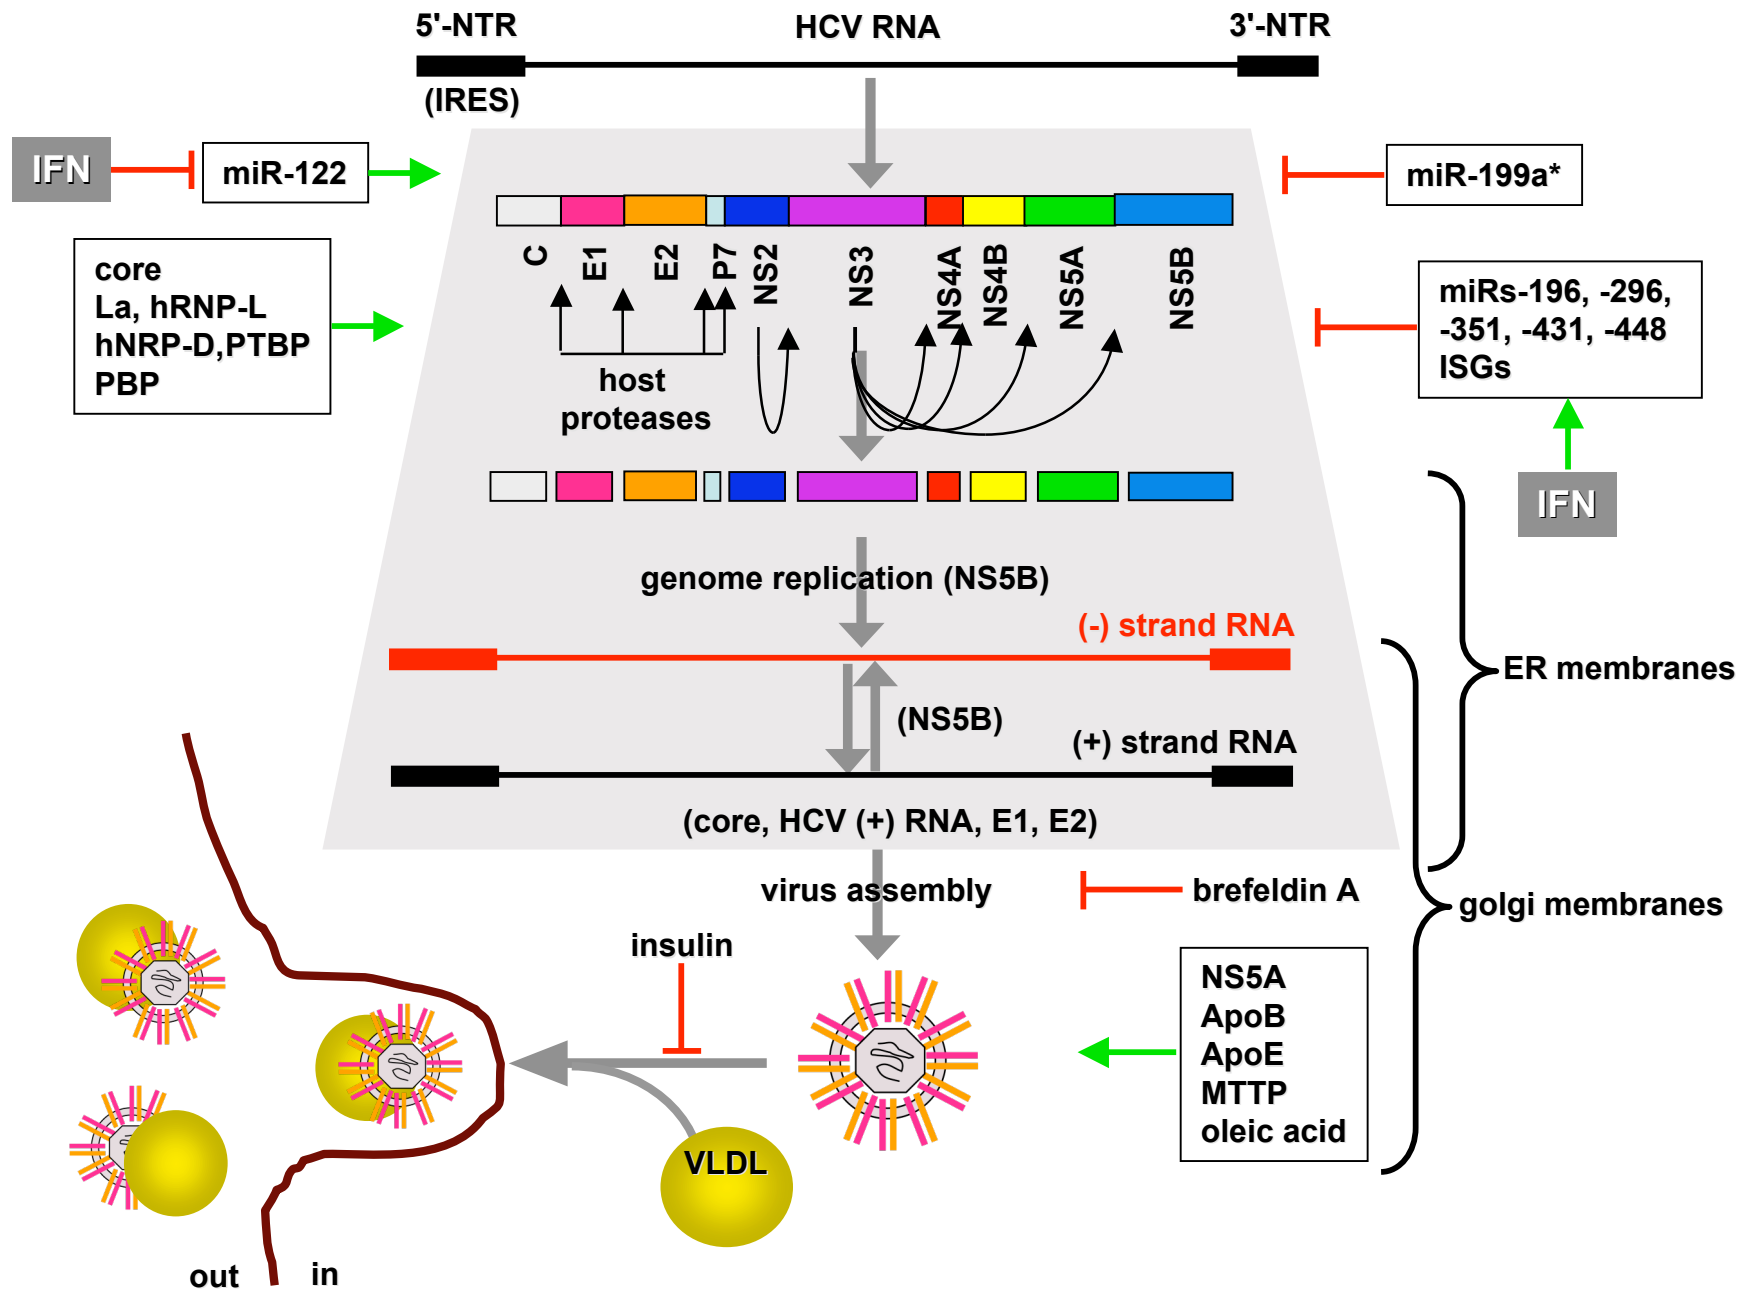 5'-NTR
HCV RNA
3'-NTR
(IRES)
IFN
miR-122
miR-199a*
core
La, hRNP-L
hNRP-D,PTBP
PBP
C
E1
E2
P7
NS2
NS3
NS4A
NS4B
NS5A
NS5B
miRs-196, -296,
-351, -431, -448
ISGs
host
proteases
IFN
genome replication (NS5B)
(-) strand RNA
ER membranes
(NS5B)
(+) strand RNA
(core, HCV (+) RNA, E1, E2)
virus assembly
brefeldin A
golgi membranes
insulin
NS5A
ApoB
ApoE
MTTP
oleic acid
VLDL
out
in